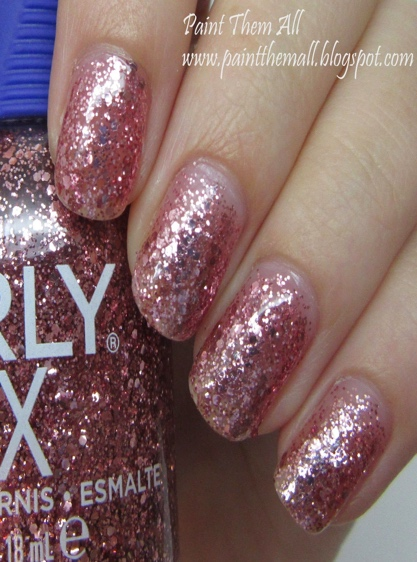 Paint Them All
www.paintthemall.blogspot.com
RLY®
X
RNIS • ESMALTE
18 mL e